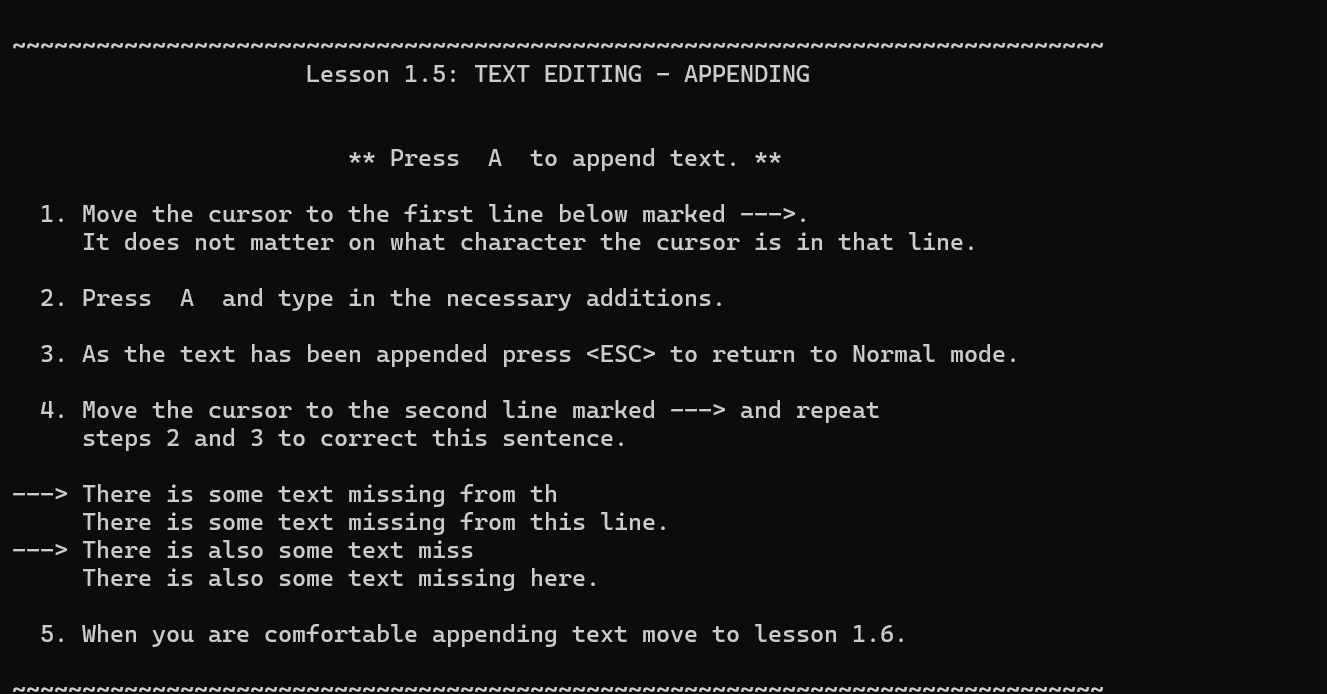 ~~~~~~~~~~~~~~~~~~~~~~~~~~~~~~~~~~~~~~~~~~~~~~~~~~~~~~~~~~~~~~~~~~~~~~~~~~~~~~
Lesson 1.5: TEXT EDITING - APPENDING
** Press  A  to append text. **
1. Move the cursor to the first line below marked --->.
It does not matter on what character the cursor is in that line.
2. Press  A  and type in the necessary additions.
3. As the text has been appended press <ESC> to return to Normal mode.
4. Move the cursor to the second line marked ---> and repeat
steps 2 and 3 to correct this sentence.
---> There is some text missing from th
There is some text missing from this line.
---> There is also some text miss
There is also some text missing here.
5. When you are comfortable appending text move to lesson 1.6.
~~~~~~~~~~~~~~~~~~~~~~~~~~~~~~~~~~~~~~~~~~~~~~~~~~~~~~~~~~~~~~~~~~~~~~~~~~~~~~